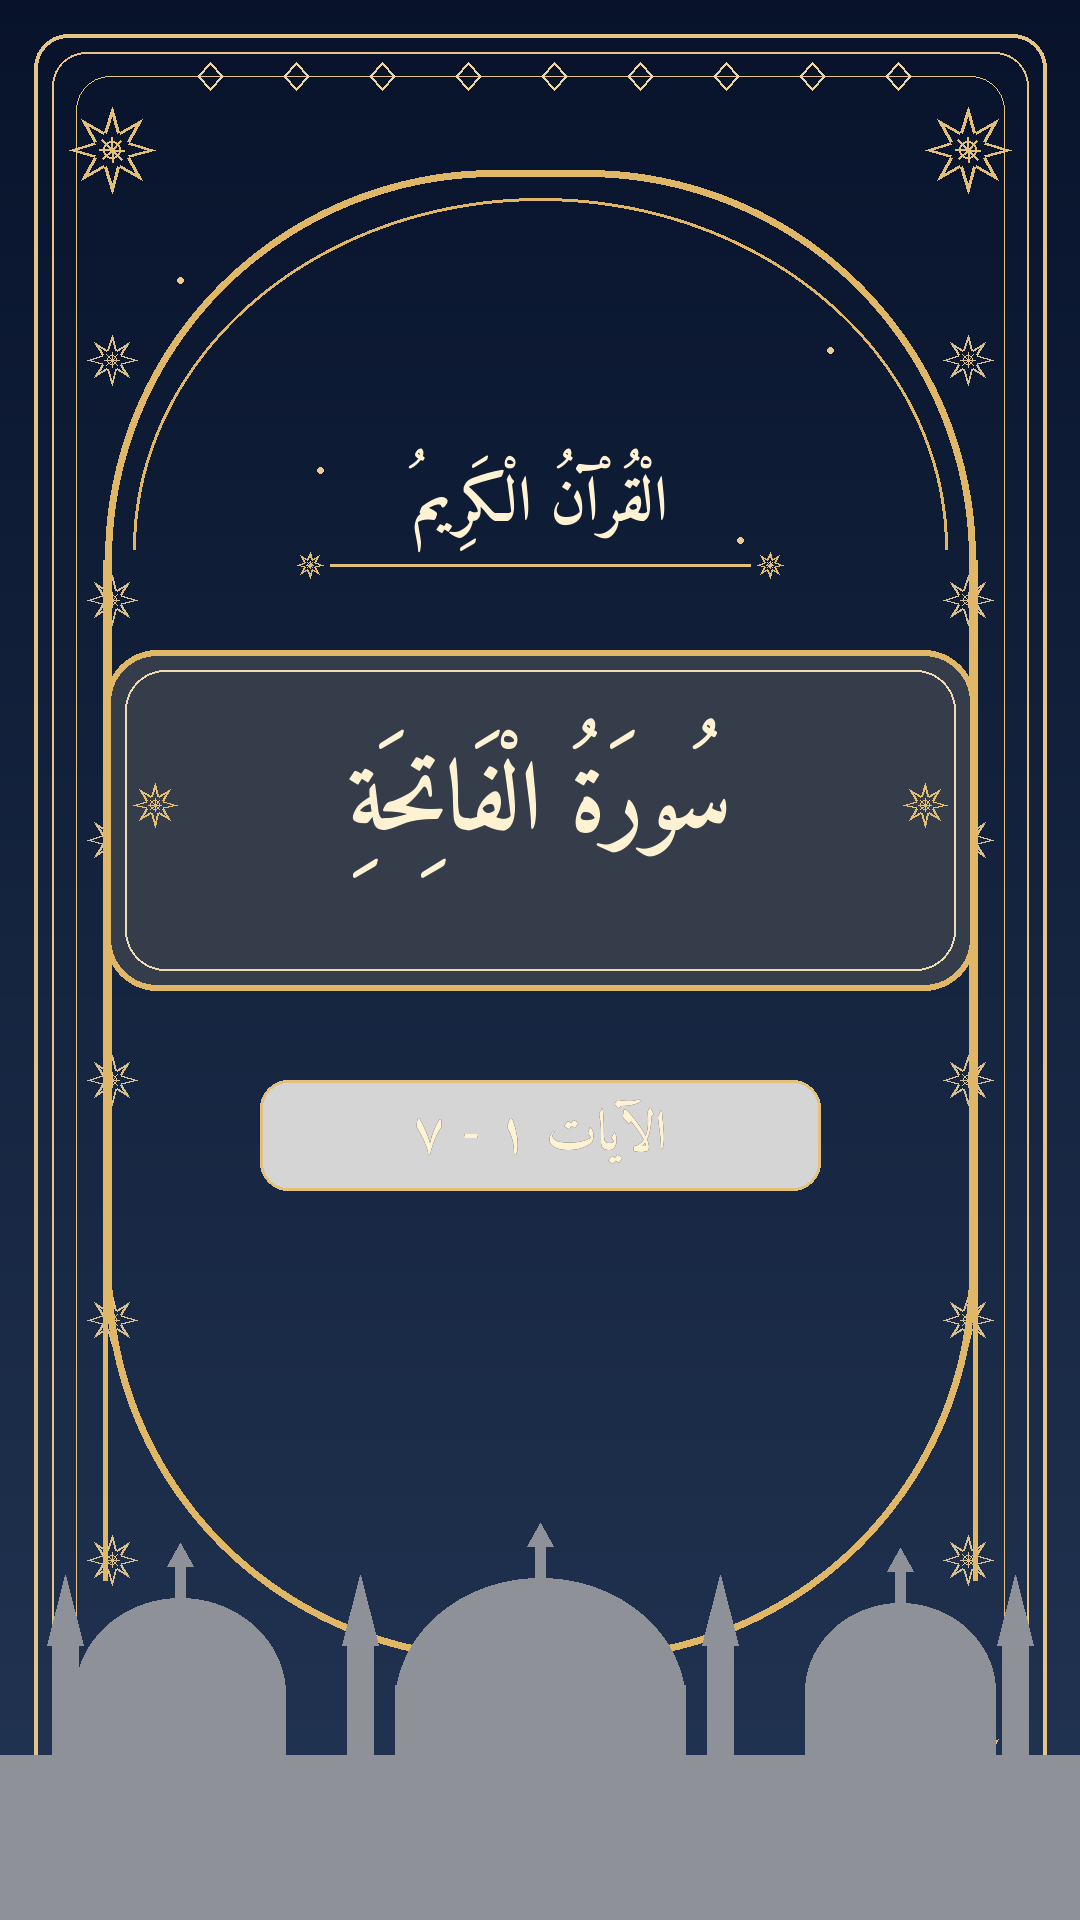 الْقُرْآنُ الْكَرِيمُ
سُورَةُ الْفَاتِحَةِ
الآيات ١ - ٧